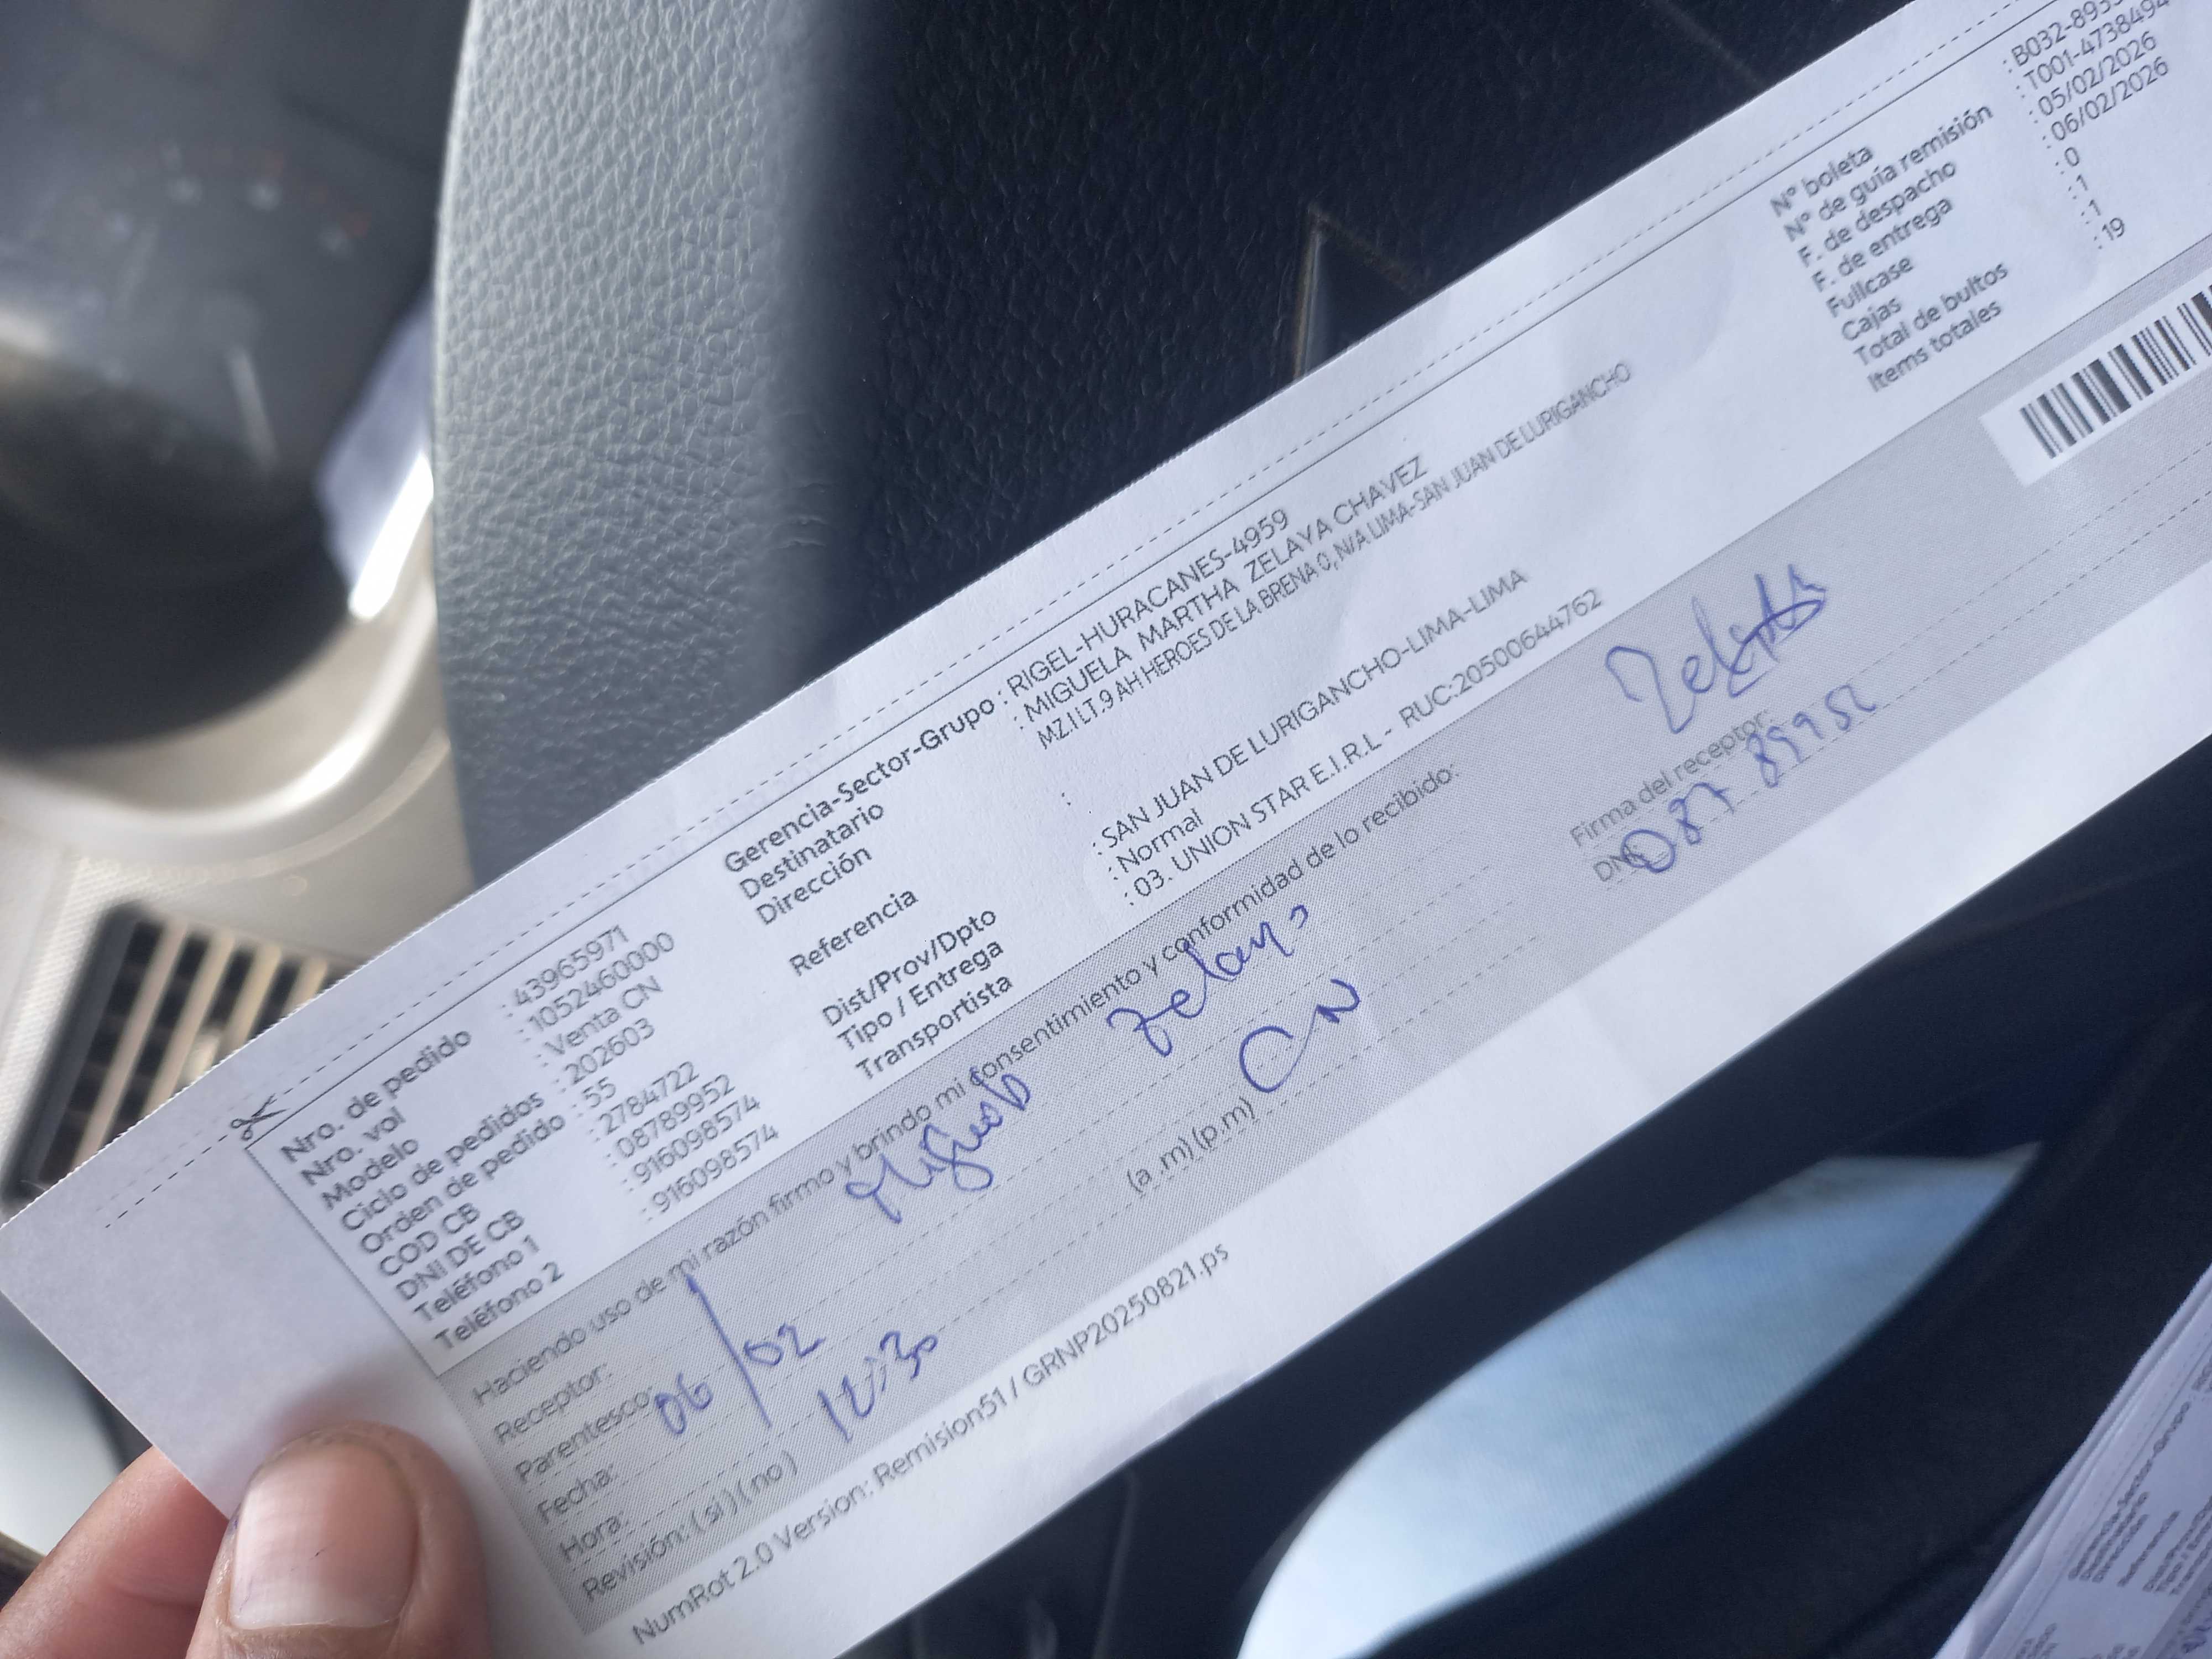 Nro. de pedido : 43965971
Nro. vol : 1052460000
Modelo : Venta CN
Ciclo de pedidos : 202603
Orden de pedido : 55
COD CB : 2784722
DNI DE CB : 08789952
Teléfono 1 : 916098574
Teléfono 2 : 916098574
Gerencia-Sector-Grupo : RIGEL-HURACANES-4959
Destinatario : MIGUELA MARTHA ZELAYA CHAVEZ
Dirección MZ.I LT.9 AH HEROES DE LA BRENA 0, N/A LIMA-SAN JUAN DE LURIGANCHO
Referencia :
Dist/Prov/Dpto : SAN JUAN DE LURIGANCHO-LIMA-LIMA
Tipo / Entrega : Normal
Transportista : 03. UNION STAR E.I.R.L - RUC:20500644762
N° boleta : B032-893
N° de guía remisión : T001-4738494
F. de despacho : 05/02/2026
F. de entrega : 06/02/2026
Fullcase : 0
Cajas : 1
Total de bultos : 1
Items totales : 19
Haciendo uso de mi razón firmo y brindo mi consentimiento y conformidad de lo recibido:
Receptor: Zelaya
Parentesco: CN
Fecha: 06/02
Hora: (a .m) (p.m)
Revisión: ( si ) ( no )
Firma del receptor:
DNI: 08789952
NumRot 2.0 Version: Remision51 / GRNP20250821.ps